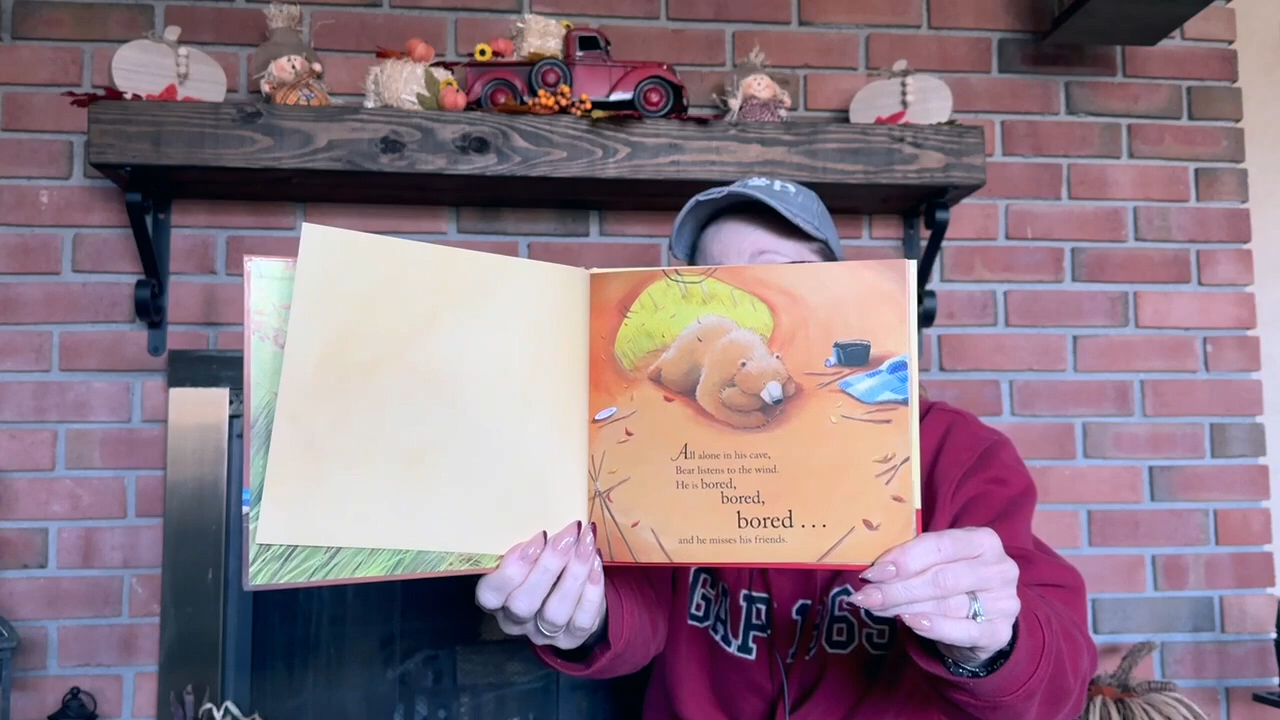 All alone in his cave,
Bear listens to the wind.
He is bored,
bored,
bored . . .
and he misses his friends.
GAP 1969